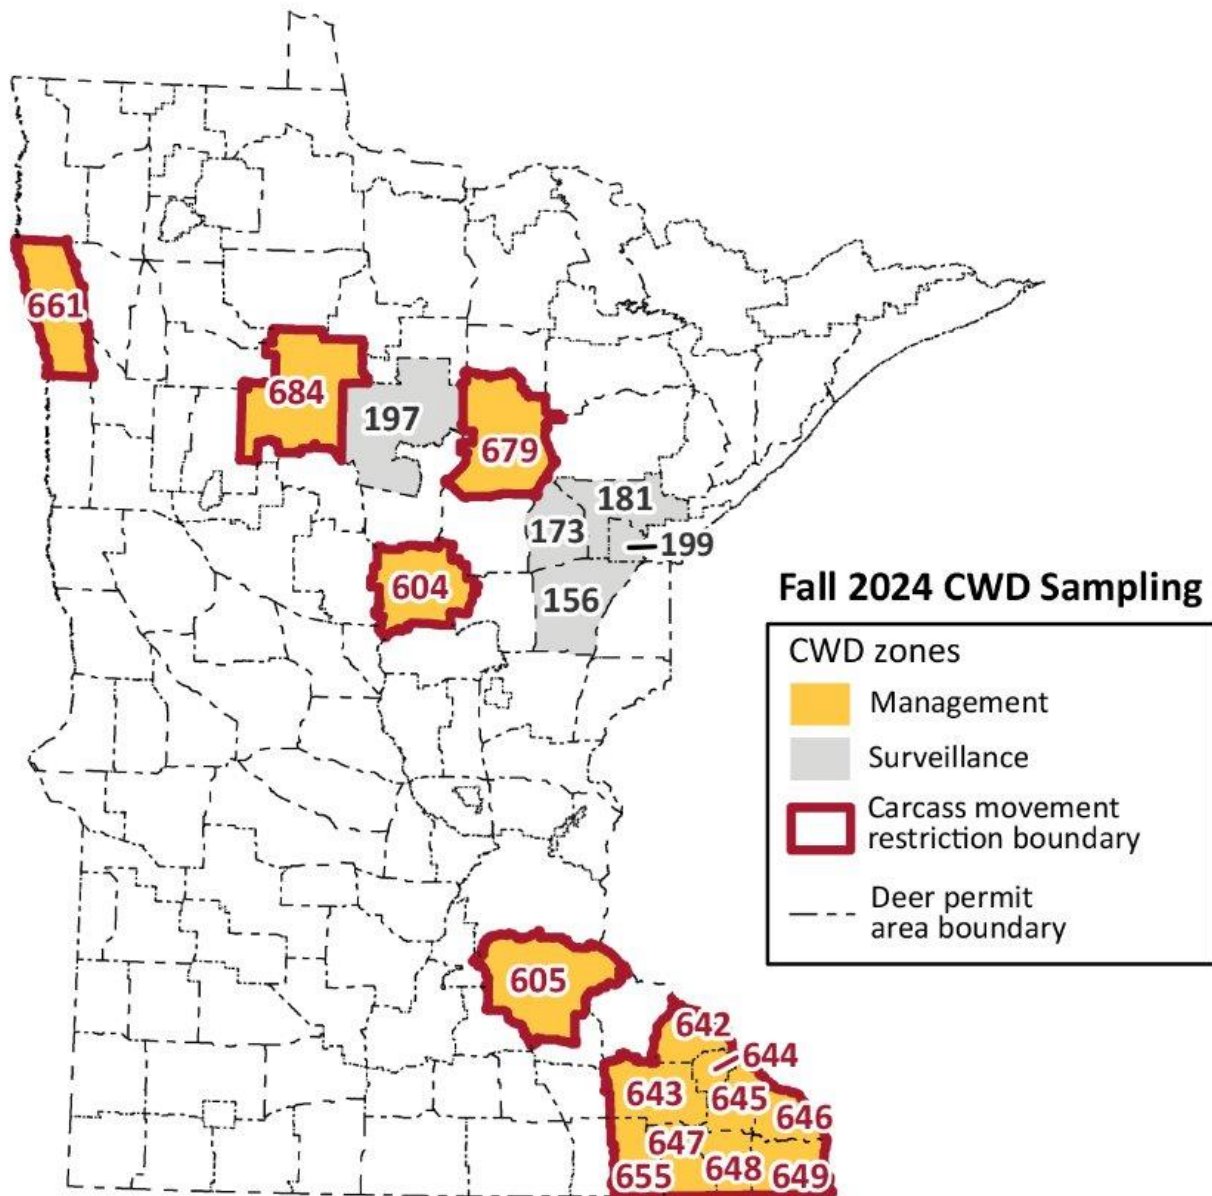 661
684
197
679
181
173
199
604
156
Fall 2024 CWD Sampling
CWD zones
Management
Surveillance
Carcass movement
restriction boundary
Deer permit
area boundary
605
642
644
643
645
646
647
648
655
649